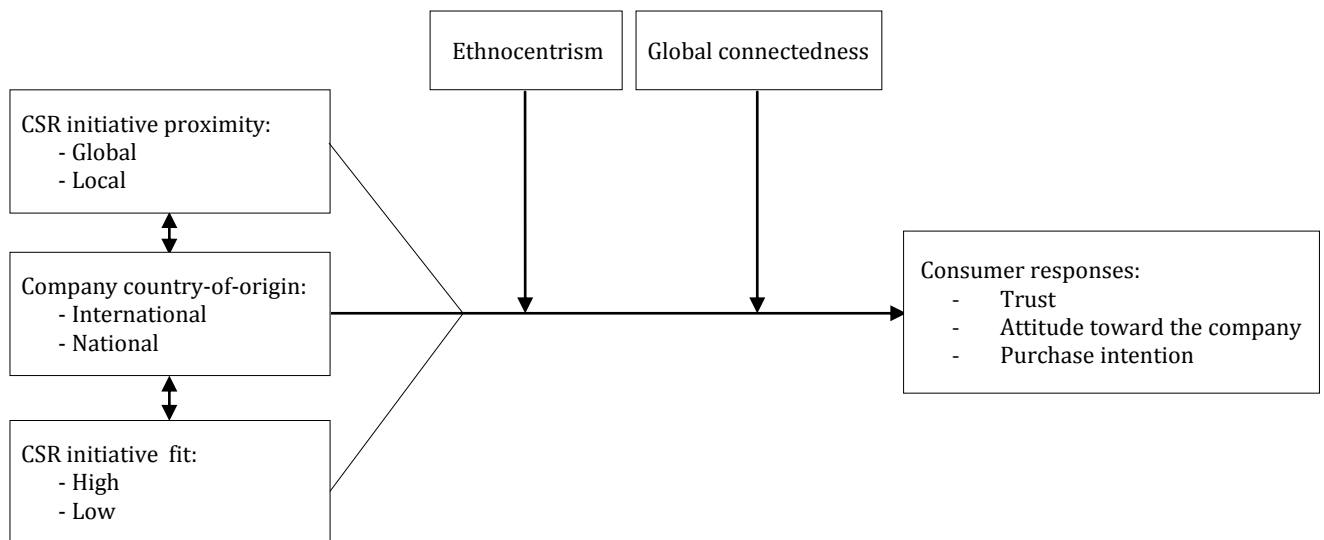 Ethnocentrism
Global connectedness
CSR initiative proximity:
- Global
- Local
Company country-of-origin:
- International
- National
CSR initiative fit:
- High
- Low
Consumer responses:
- Trust
- Attitude toward the company
- Purchase intention